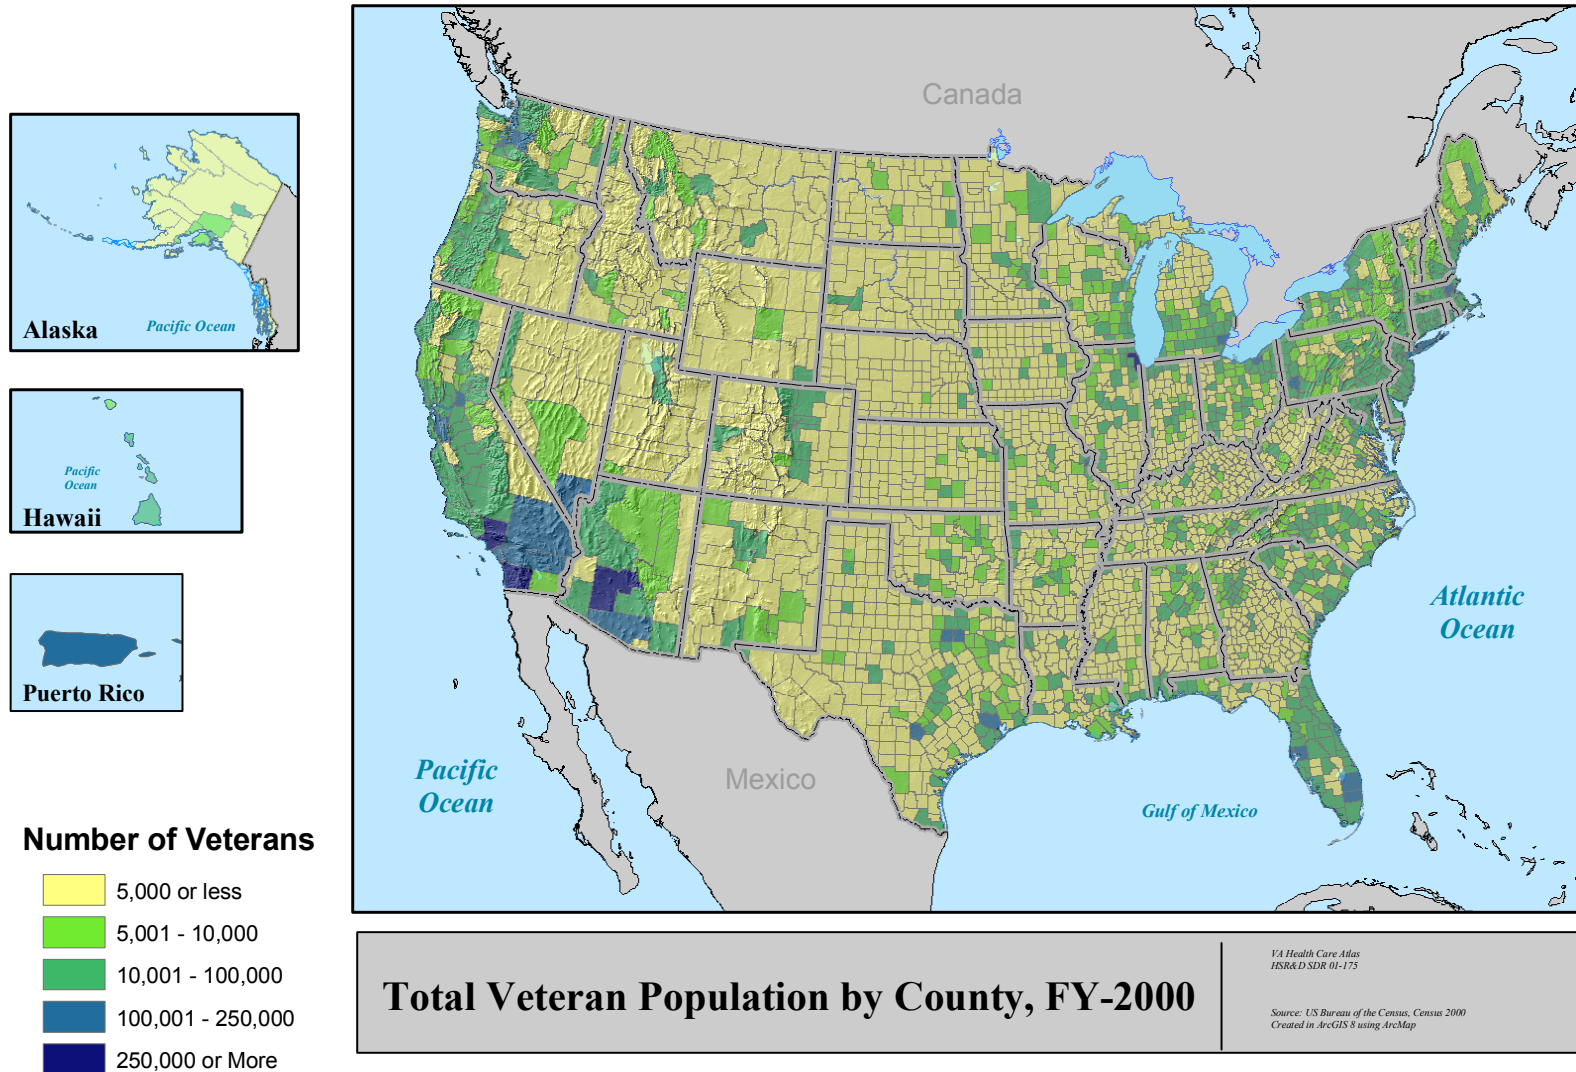 Canada
Alaska
Pacific Ocean
Pacific
Ocean
Hawaii
Puerto Rico
Atlantic
Ocean
Pacific
Ocean
Mexico
Gulf of Mexico
Number of Veterans
5,000 or less
5,001 - 10,000
10,001 - 100,000
100,001 - 250,000
250,000 or More
Total Veteran Population by County, FY-2000
VA Health Care Atlas
HSR&D SDR 01-175
Source: US Bureau of the Census, Census 2000
Created in ArcGIS 8 using ArcMap